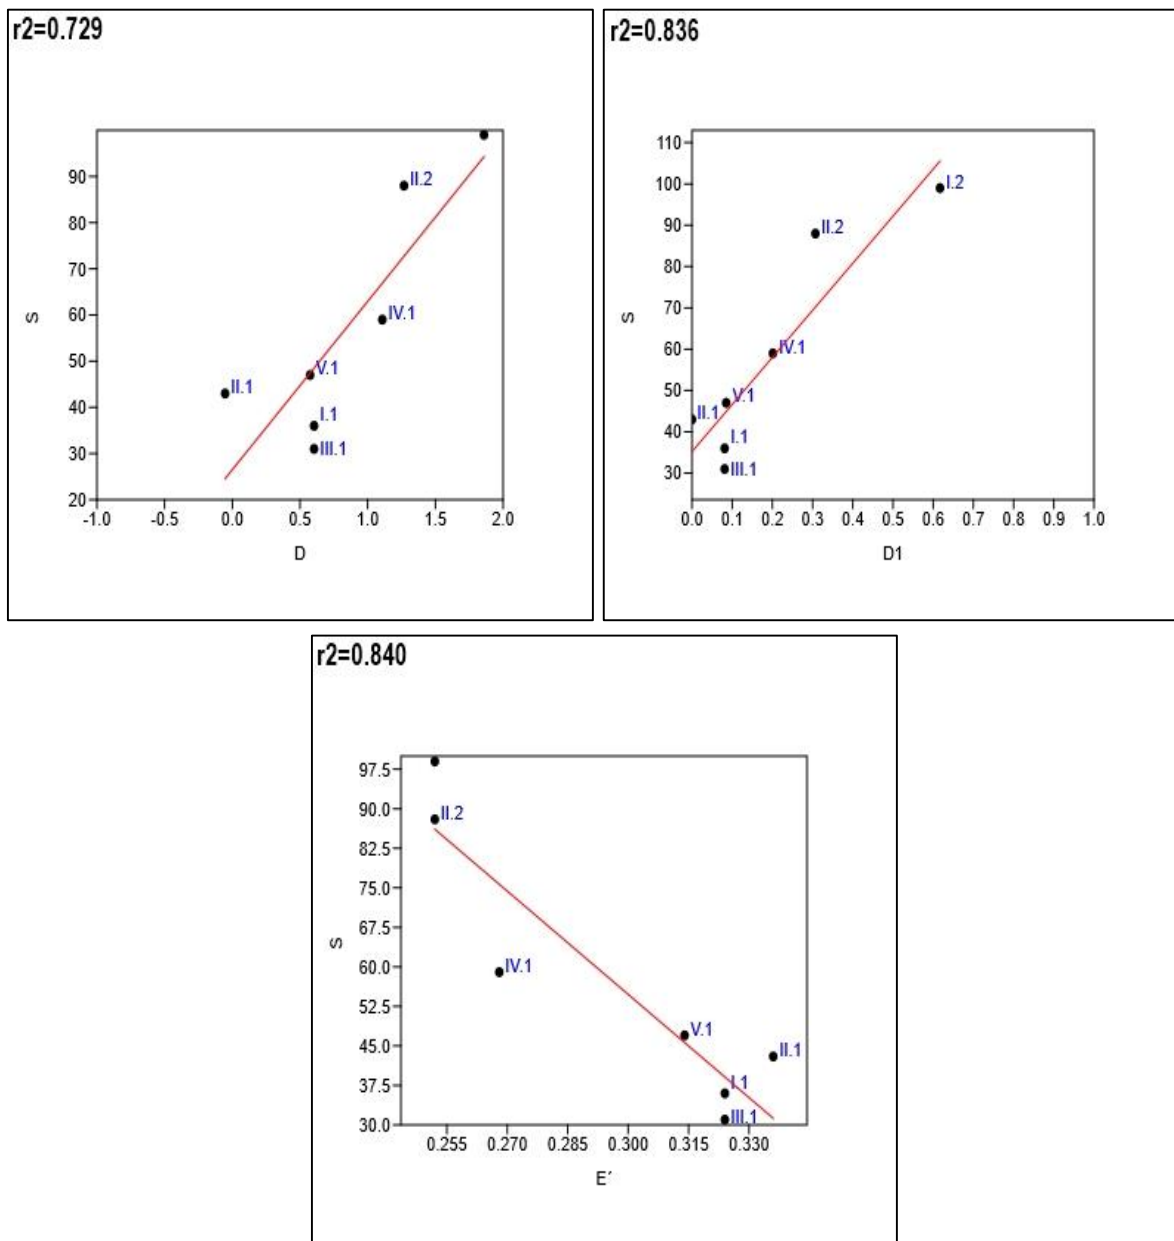 r2=0.729
90
80
70
60
50
40
30
20
S
II.2
IV.1
V.1
II.1
I.1
III.1
-1.0 -0.5 0.0 0.5 1.0 1.5 2.0
D
r2=0.836
110
100
90
80
70
60
50
40
30
S
I.2
II.2
IV.1
V.1
II.1
I.1
III.1
0.0 0.1 0.2 0.3 0.4 0.5 0.6 0.7 0.8 0.9 1.0
D1
r2=0.840
97.5
90.0
82.5
75.0
67.5
60.0
52.5
45.0
37.5
30.0
S
II.2
IV.1
V.1
II.1
I.1
III.1
0.255 0.270 0.285 0.300 0.315 0.330
E´